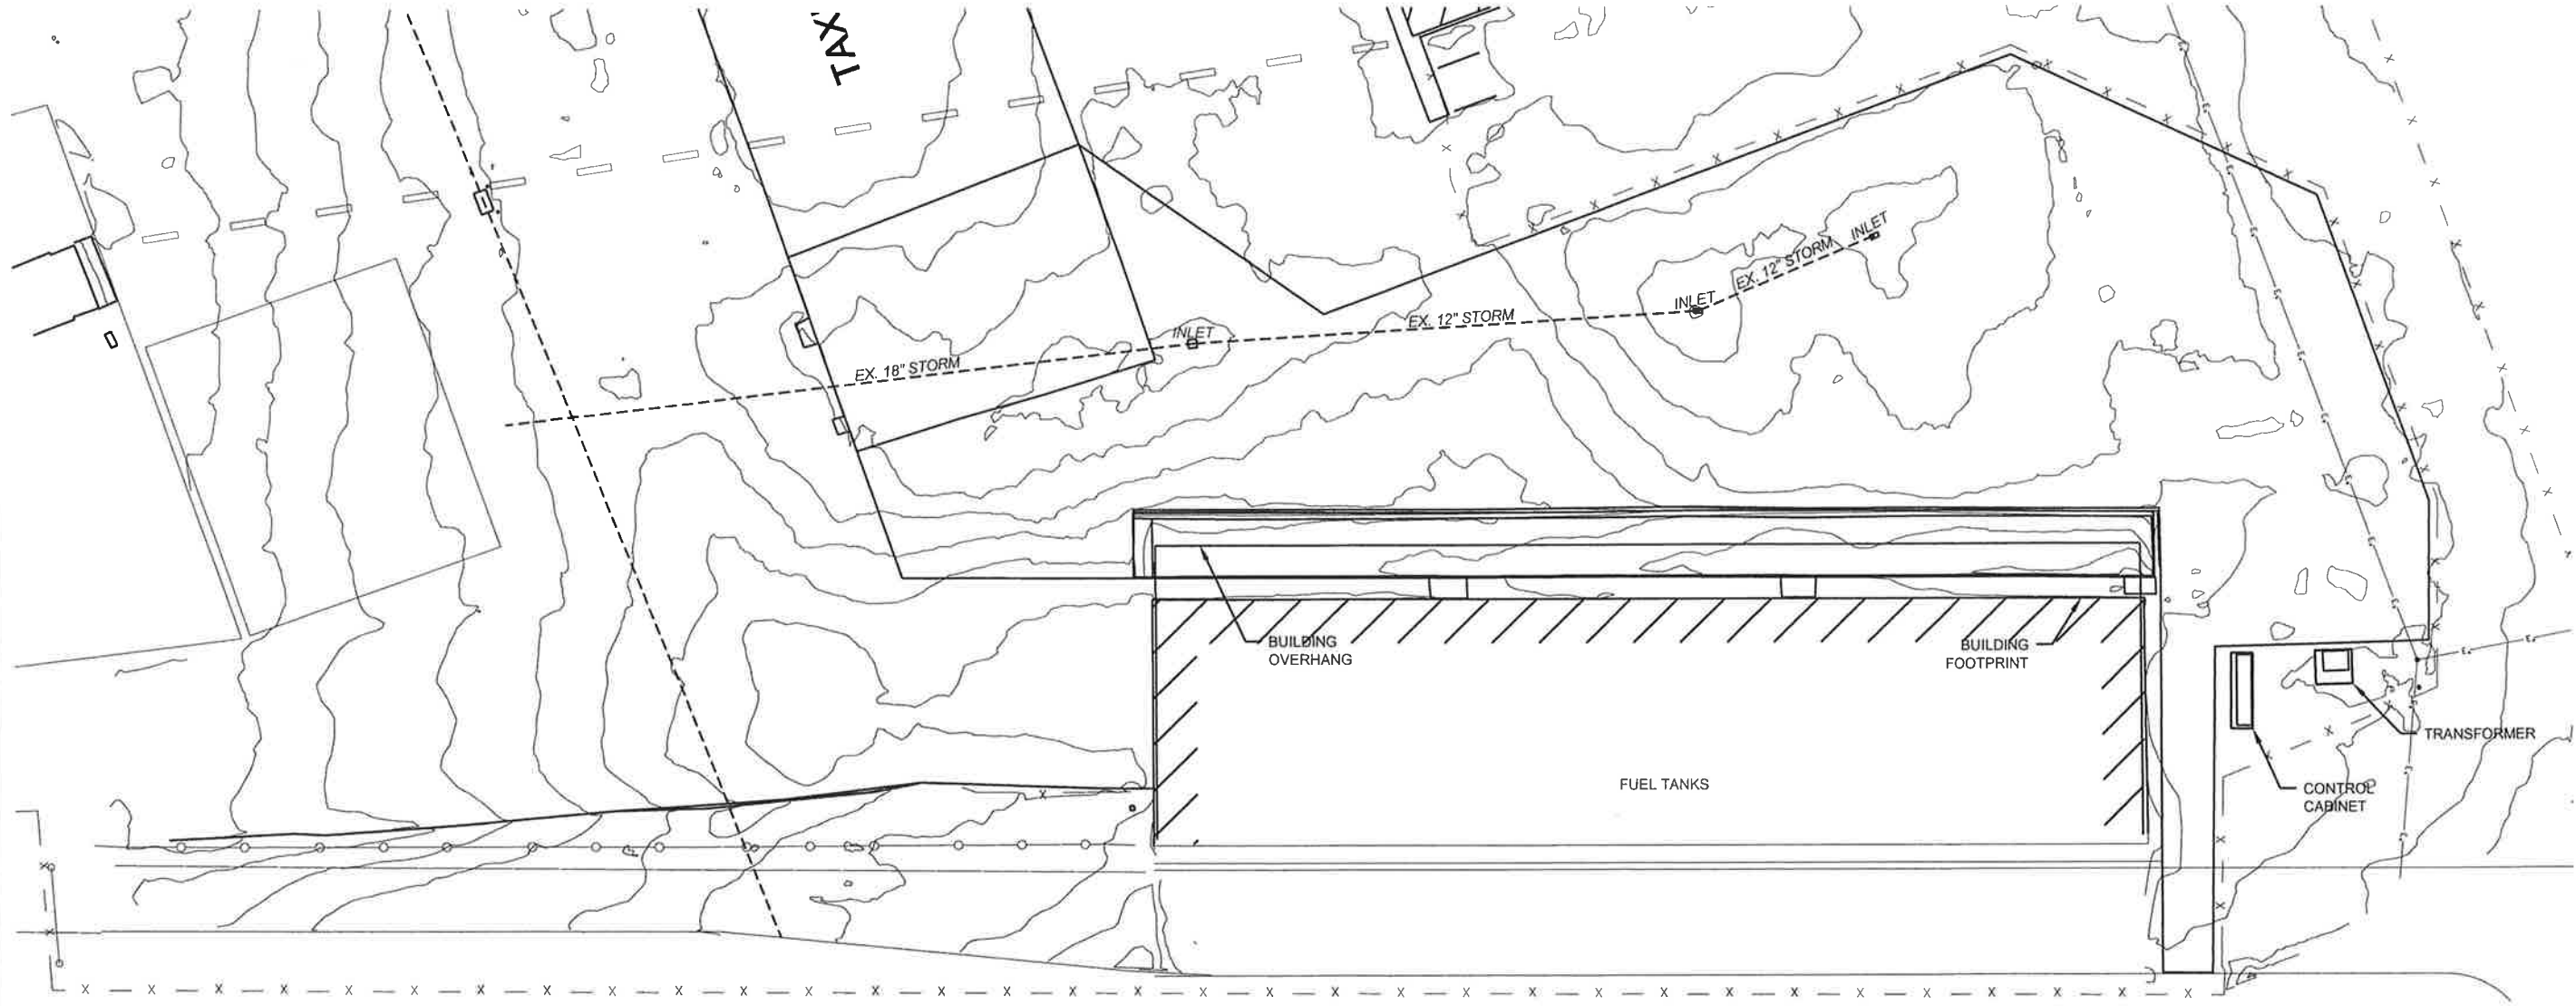 TAX
INLET
EX. 12" STORM
INLET
EX. 12" STORM
INLET
EX. 18" STORM
BUILDING
OVERHANG
BUILDING
FOOTPRINT
TRANSFORMER
FUEL TANKS
CONTROL
CABINET